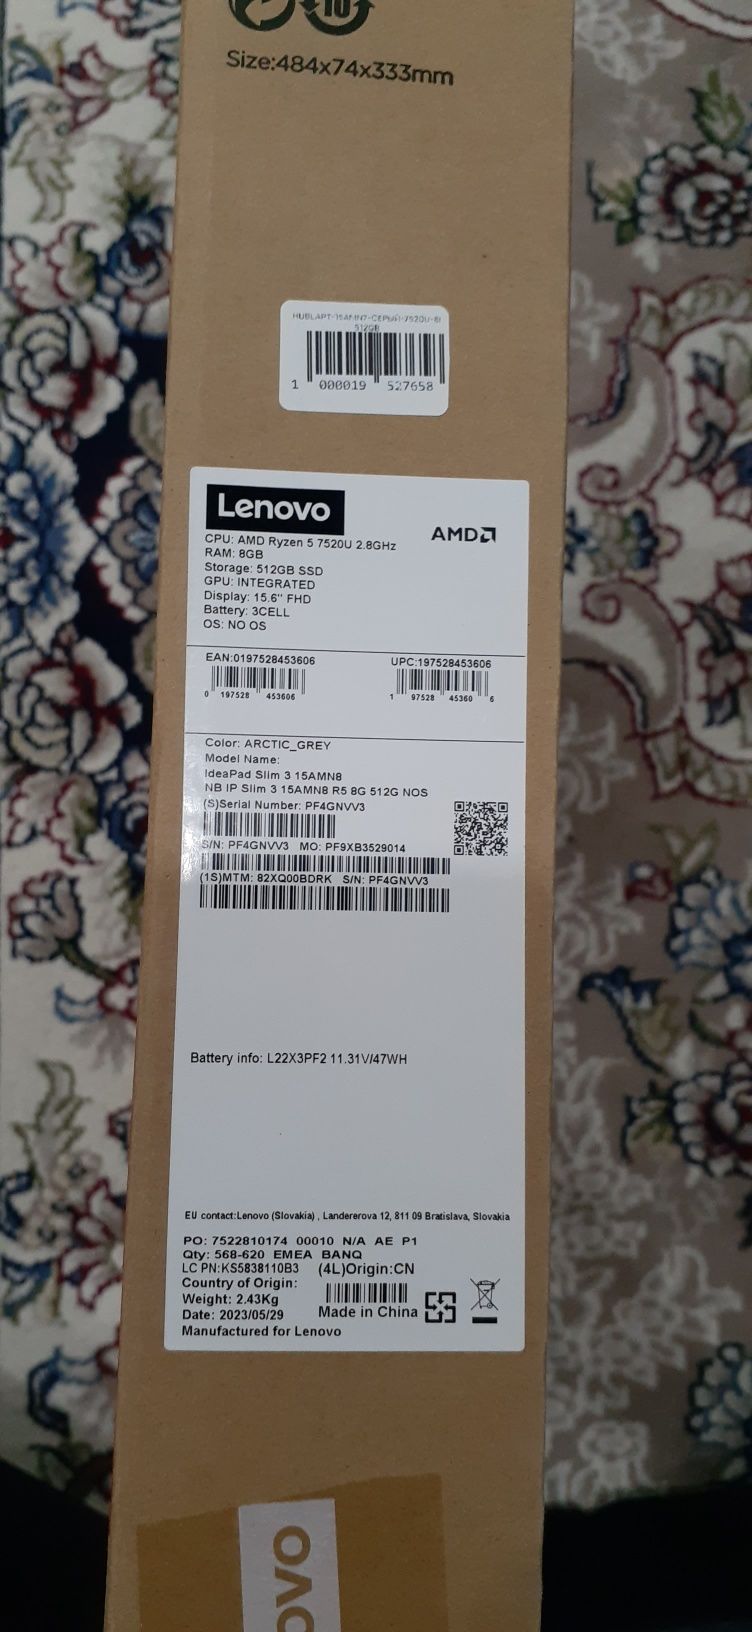 10
Size:484x74x333mm
512GB
1 000019 527658
Lenovo
AMD
CPU: AMD Ryzen 5 7520U 2.8GHz
RAM: 8GB
Storage: 512GB SSD
GPU: INTEGRATED
Display: 15.6" FHD
Battery: 3CELL
OS: NO OS
EAN:0197528453606 UPC:197528453606
0 197528 453606 1 97528 45360 6
Color: ARCTIC_GREY
Model Name:
IdeaPad Slim 3 15AMN8
NB IP Slim 3 15AMN8 R5 8G 512G NOS
(S)Serial Number: PF4GNVV3
S/N: PF4GNVV3 MO: PF9XB3529014
(1S)MTM: 82XQ00BDRK S/N: PF4GNVV3
Battery info: L22X3PF2 11.31V/47WH
EU contact:Lenovo (Slovakia) , Landererova 12, 811 09 Bratislava, Slovakia
PO: 7522810174 00010 N/A AE P1
Qty: 568-620 EMEA BANQ
LC PN:KS5838110B3 (4L)Origin:CN
Country of Origin:
Weight: 2.43Kg
Made in China
Date: 2023/05/29
Manufactured for Lenovo
OVO